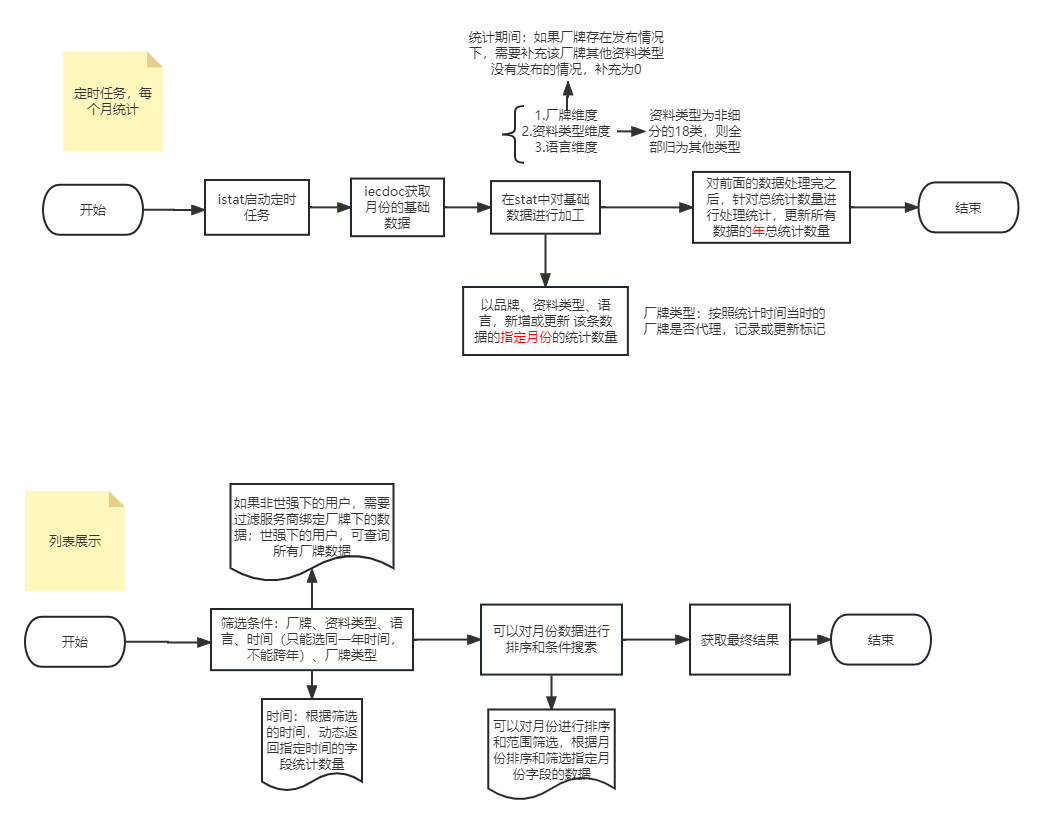 统计期间：如果厂牌存在发布情况
下，需要补充该厂牌其他资料类型
没有发布的情况，补充为0
定时任务，每
个月统计
1.厂牌维度
2.资料类型维度
3.语言维度
资料类型为非细
分的18类，则全
部归为其他类型
开始
istat启动定时
任务
iecdoc获取
月份的基础
数据
在stat中对基础
数据进行加工
对前面的数据处理完之
后，针对总统计数量进
行处理统计，更新所有
数据的年总统计数量
结束
以品牌、资料类型、语
言，新增或更新 该条数
据的指定月份的统计数量
厂牌类型：按照统计时间当时的
厂牌是否代理，记录或更新标记
列表展示
如果非世强下的用户，需要
过滤服务商绑定厂牌下的数
据；世强下的用户，可查询
所有厂牌数据
开始
筛选条件：厂牌、资料类型、语
言、时间（只能选同一年时间，
不能跨年）、厂牌类型
可以对月份数据进行
排序和条件搜索
获取最终结果
结束
时间：根据筛选
的时间，动态返
回指定时间的字
段统计数量
可以对月份进行排序
和范围筛选，根据月
份排序和筛选指定月
份字段的数据